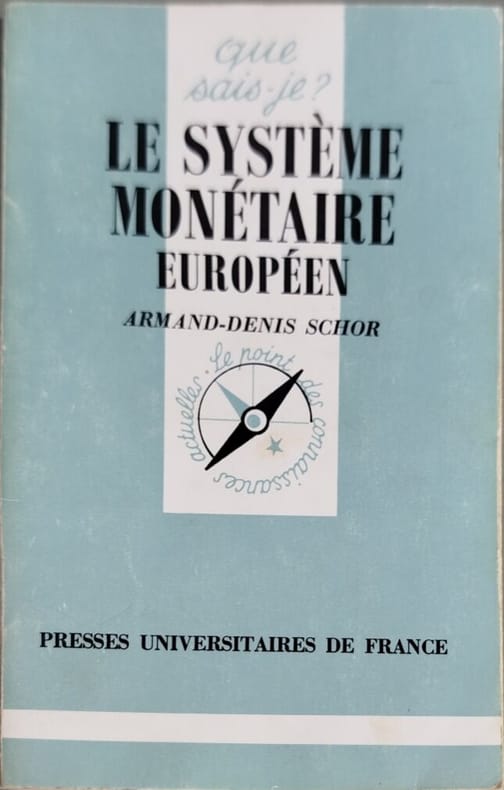 que
sais-je?
LE SYSTÈME
MONÉTAIRE
EUROPÉEN
ARMAND-DENIS SCHOR
Le point des connaissances actuelles.
PRESSES UNIVERSITAIRES DE FRANCE